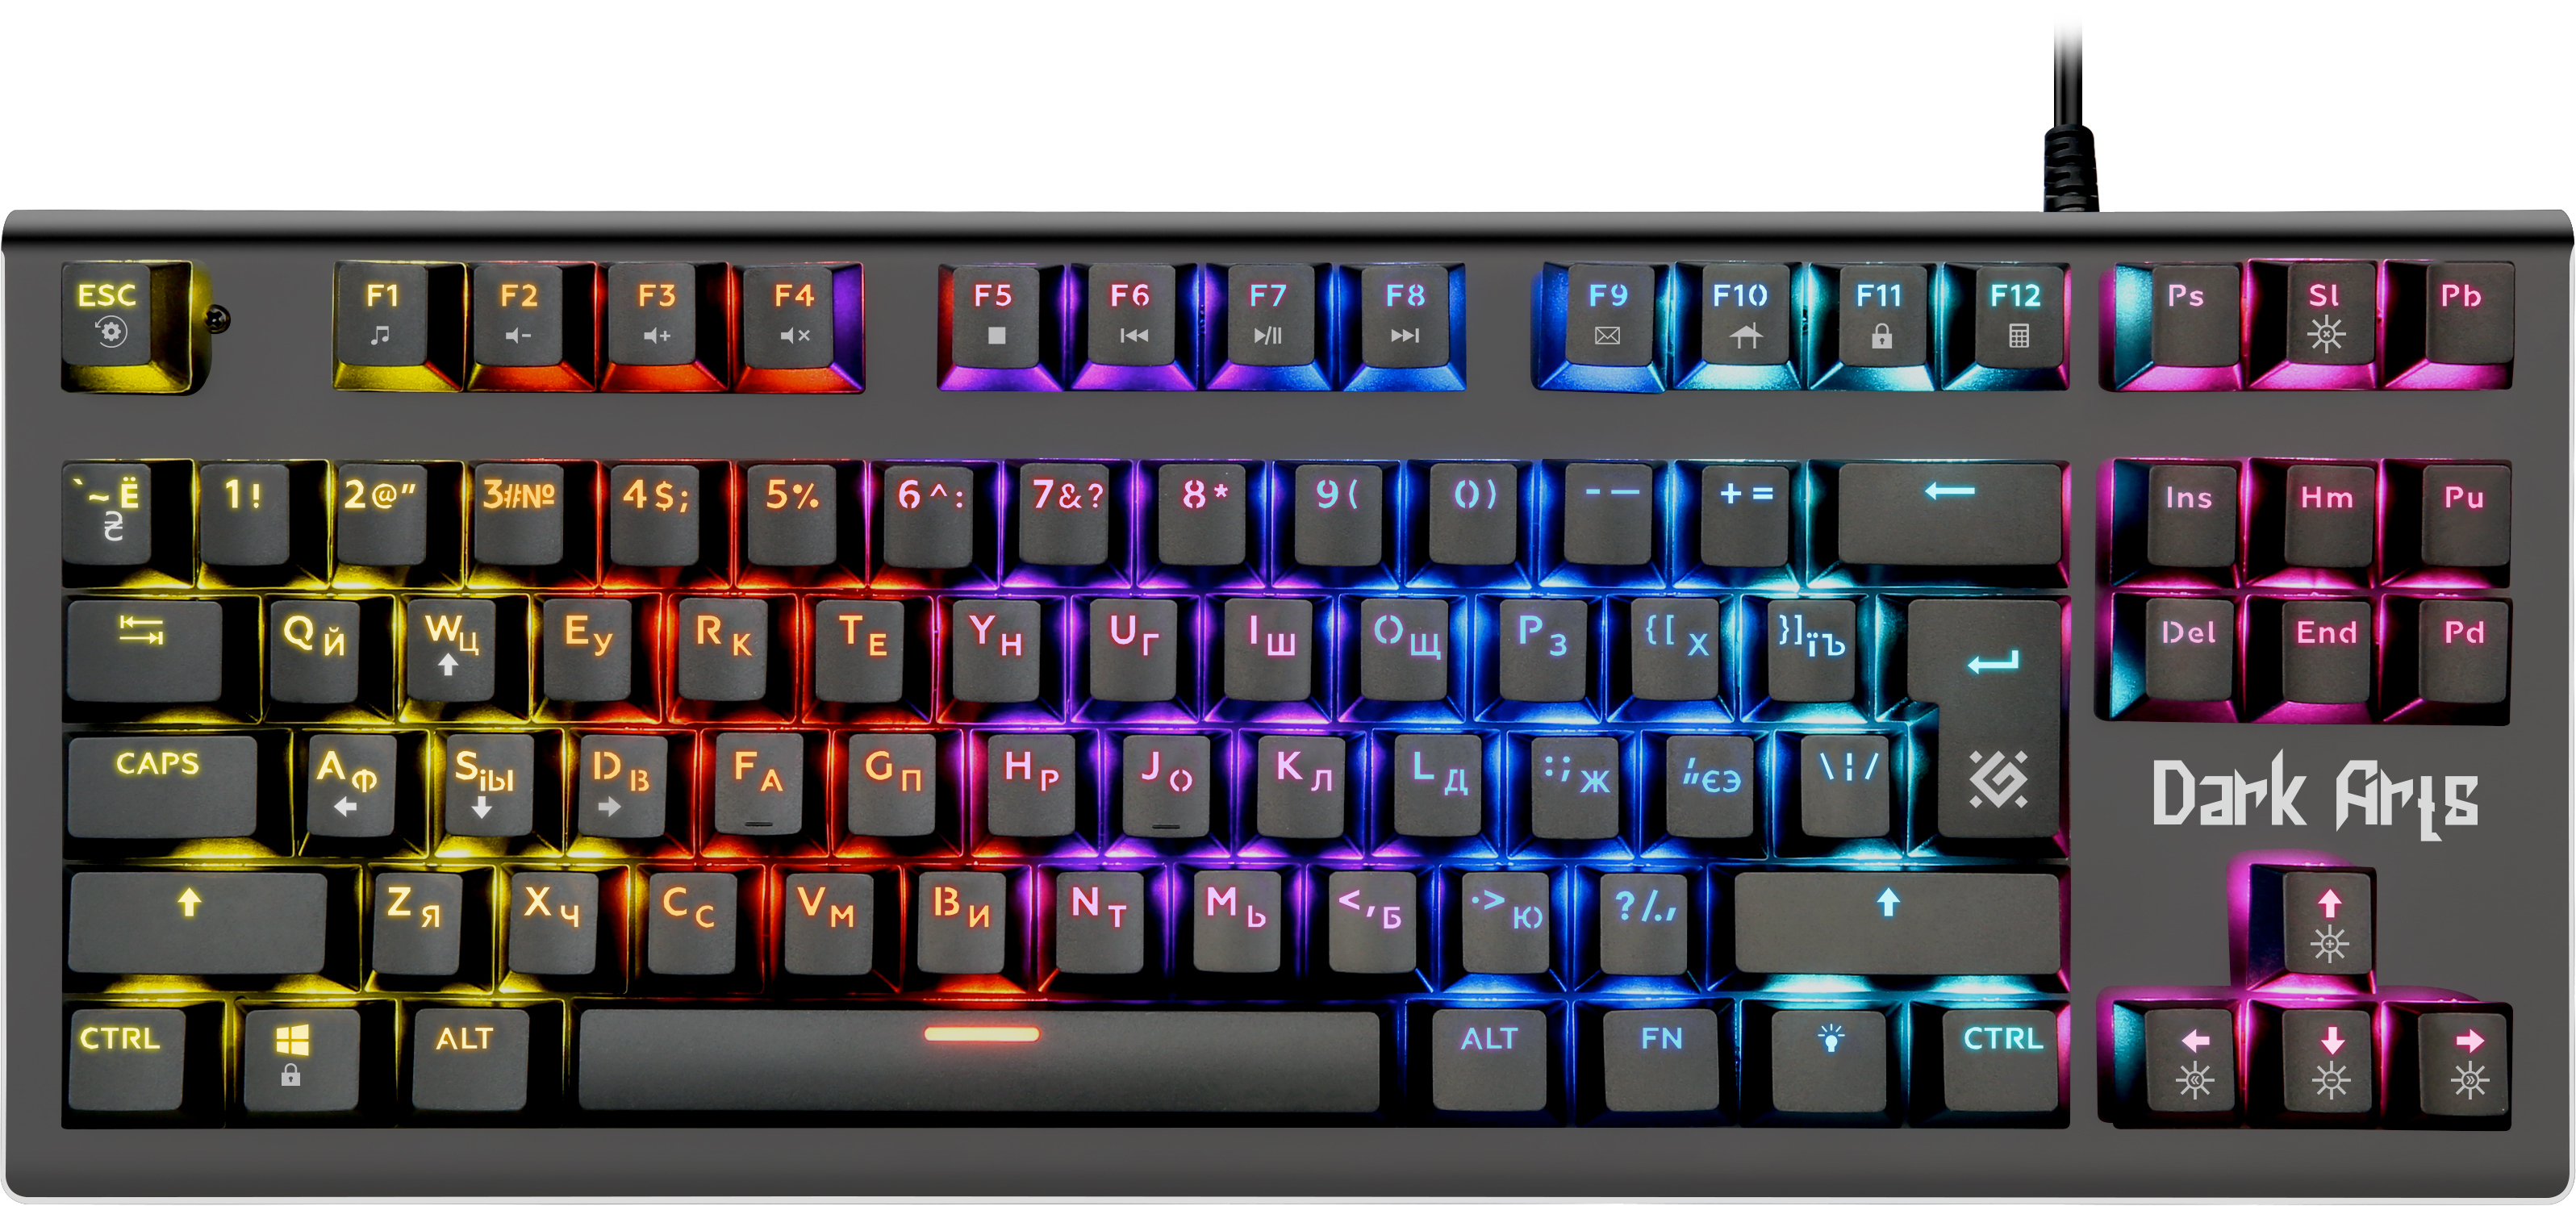 ESC F1 F2 F3 F4 F5 F6 F7 F8 F9 F10 F11 F12 Ps Sl Pb
`~Ё₴ 1! 2@" 3#№ 4$; 5% 6^: 7&? 8* 9( 0) -— += Ins Hm Pu
QЙ WЦ EУ RК TЕ YН UГ IШ OЩ PЗ {[Х }]ЇЪ Del End Pd
CAPS AФ SІЫ DВ FА GП HР JО KЛ LД :;Ж "'ЄЭ \¦/
Dark Arts
ZЯ XЧ CС VМ BИ NТ MЬ <,Б .>Ю ?/.,
CTRL ALT ALT FN CTRL